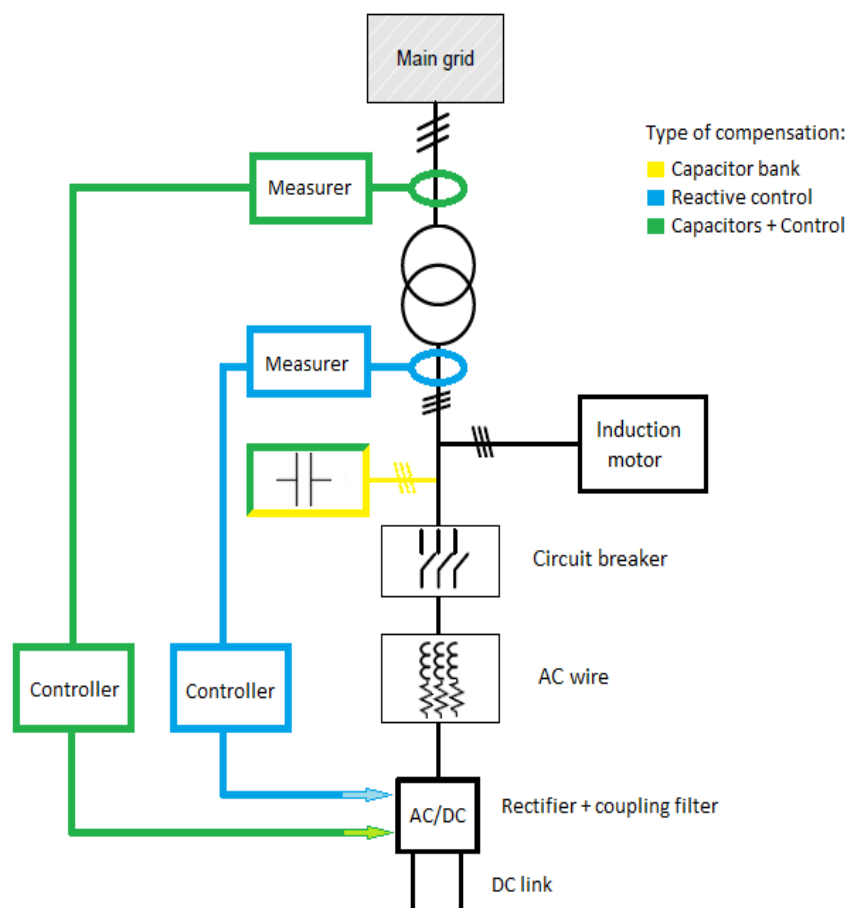 Main grid
Type of compensation:
Capacitor bank
Reactive control
Capacitors + Control
Measurer
Measurer
Induction
motor
Circuit breaker
AC wire
Controller
Controller
AC/DC
Rectifier + coupling filter
DC link